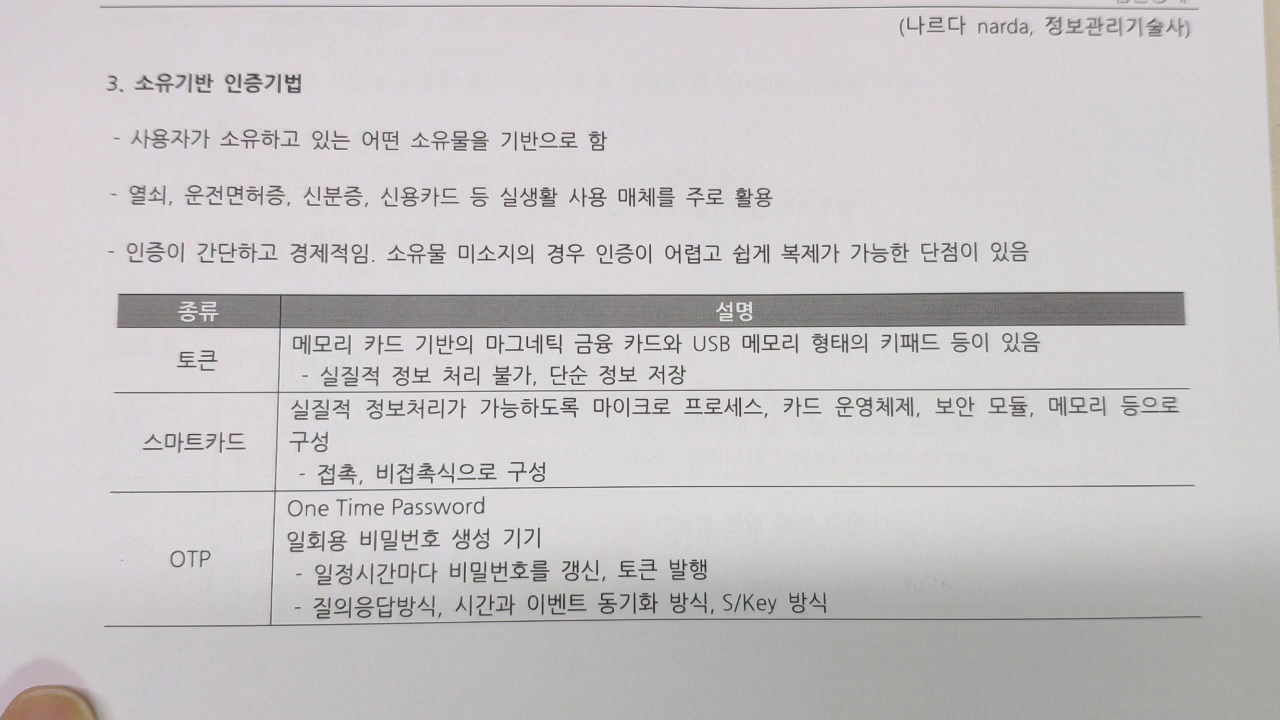 (나르다 narda, 정보관리기술사)
3. 소유기반 인증기법
- 사용자가 소유하고 있는 어떤 소유물을 기반으로 함
- 열쇠, 운전면허증, 신분증, 신용카드 등 실생활 사용 매체를 주로 활용
- 인증이 간단하고 경제적임. 소유물 미소지의 경우 인증이 어렵고 쉽게 복제가 가능한 단점이 있음
종류 설명
토큰
메모리 카드 기반의 마그네틱 금융 카드와 USB 메모리 형태의 키패드 등이 있음
- 실질적 정보 처리 불가, 단순 정보 저장
스마트카드
실질적 정보처리가 가능하도록 마이크로 프로세스, 카드 운영체제, 보안 모듈, 메모리 등으로
구성
- 접촉, 비접촉식으로 구성
OTP
One Time Password
일회용 비밀번호 생성 기기
- 일정시간마다 비밀번호를 갱신, 토큰 발행
- 질의응답방식, 시간과 이벤트 동기화 방식, S/Key 방식